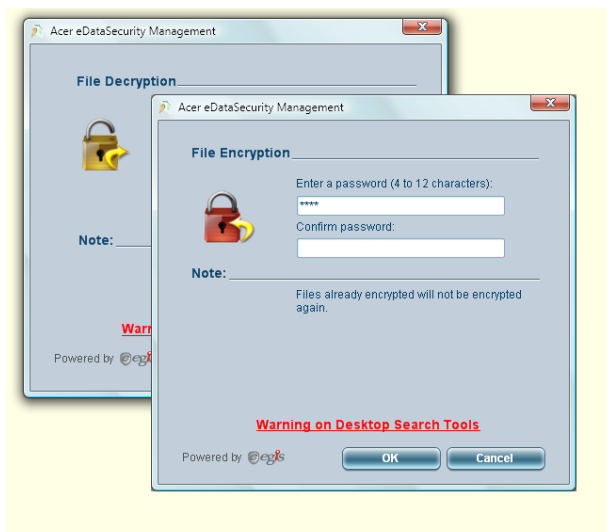 Acer eDataSecurity Management
File Decryption
Note:
Powered by
Acer eDataSecurity Management
File Encryption
Enter a password (4 to 12 characters):
****
Confirm password:
Note:
Files already encrypted will not be encrypted
again.
Warning on Desktop Search Tools
Powered by egis
OK
Cancel